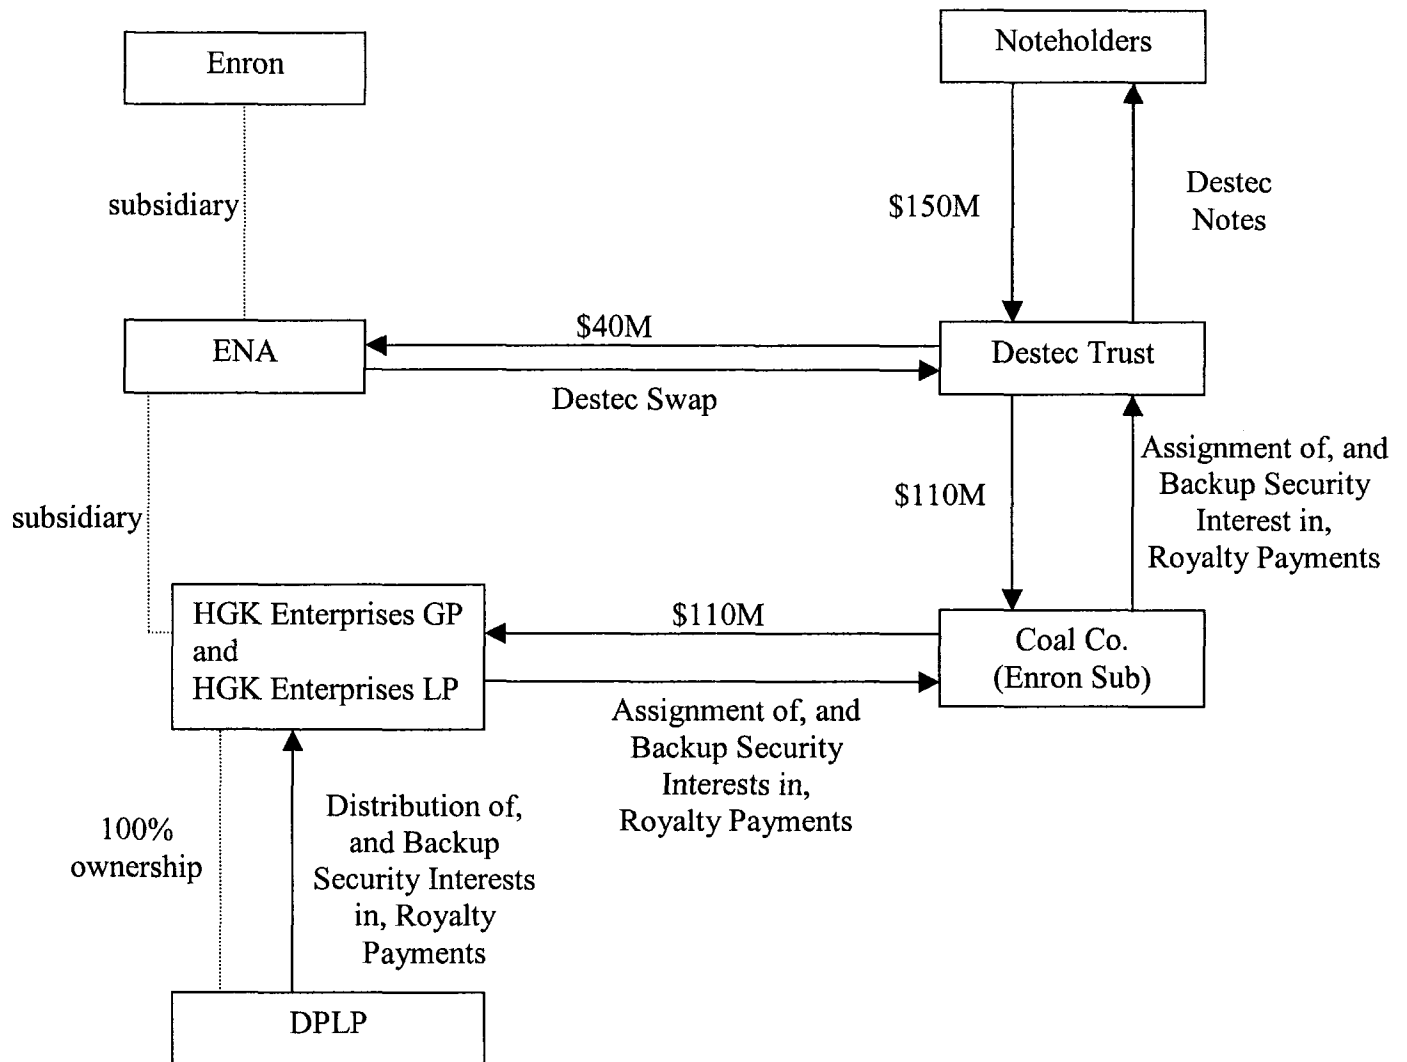 Enron
Noteholders
subsidiary
$150M
Destec
Notes
ENA
$40M
Destec Swap
Destec Trust
subsidiary
$110M
Assignment of, and
Backup Security
Interest in,
Royalty Payments
HGK Enterprises GP
and
HGK Enterprises LP
$110M
Assignment of, and
Backup Security
Interests in,
Royalty Payments
Coal Co.
(Enron Sub)
100%
ownership
Distribution of,
and Backup
Security Interests
in, Royalty
Payments
DPLP